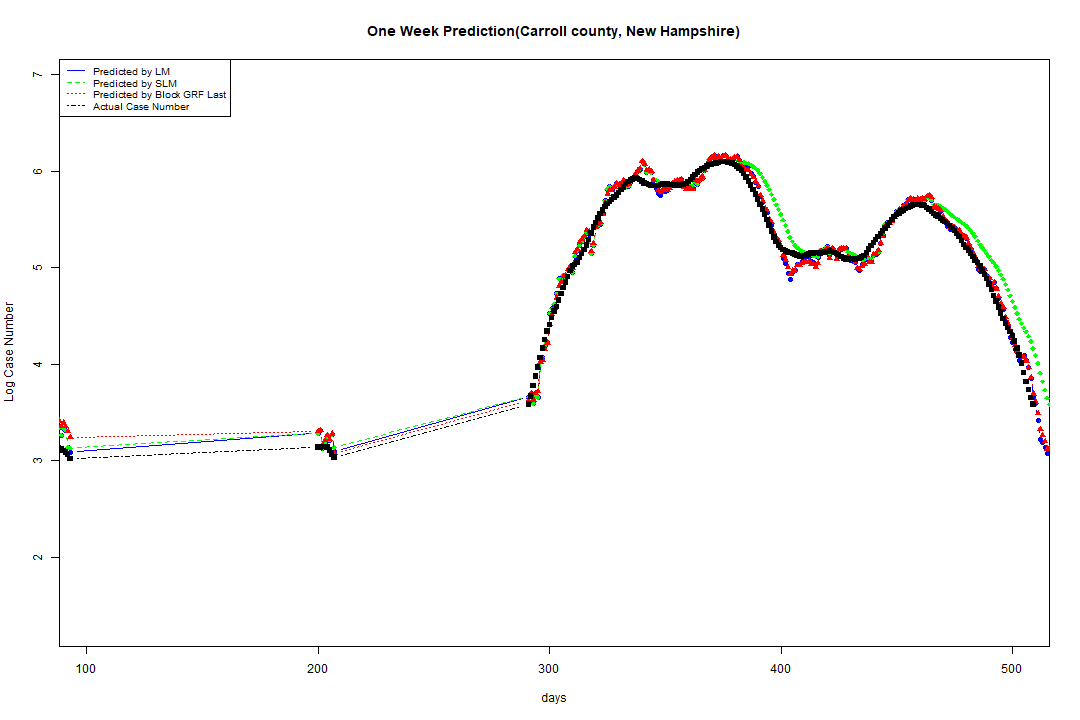 One Week Prediction(Carroll county, New Hampshire)
Predicted by LM
Predicted by SLM
Predicted by Block GRF Last
Actual Case Number
7
6
5
4
3
2
Log Case Number
100
200
300
400
500
days